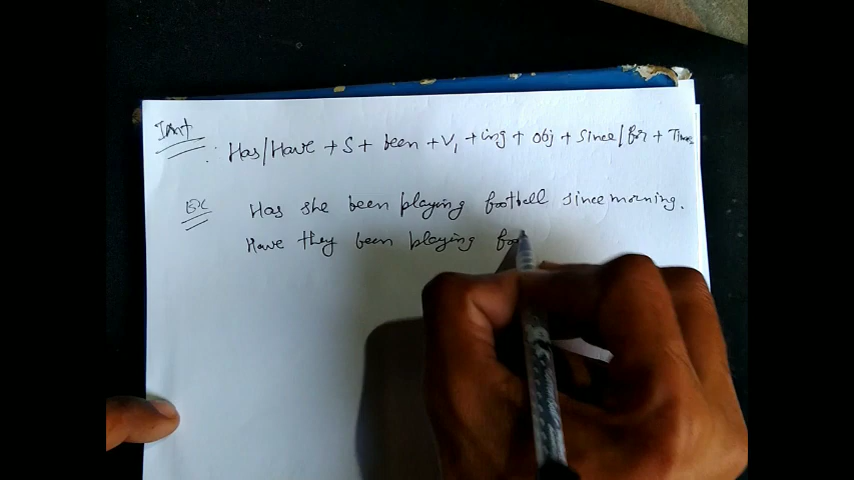 Int
Has/Have + S + been + V1 + ing + obj + since/for + Time
Ex Has she been playing football since morning.
Have they been playing foo